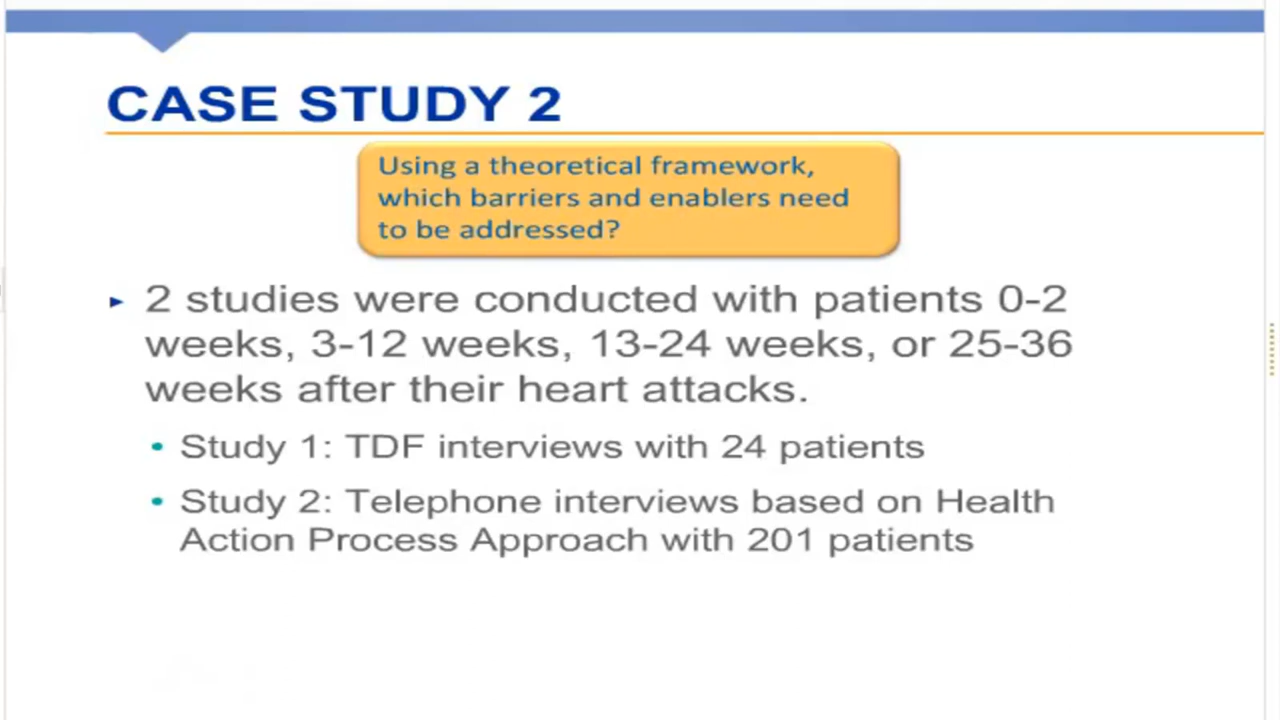 CASE STUDY 2
Using a theoretical framework,
which barriers and enablers need
to be addressed?
► 2 studies were conducted with patients 0-2
weeks, 3-12 weeks, 13-24 weeks, or 25-36
weeks after their heart attacks.
• Study 1: TDF interviews with 24 patients
• Study 2: Telephone interviews based on Health
Action Process Approach with 201 patients